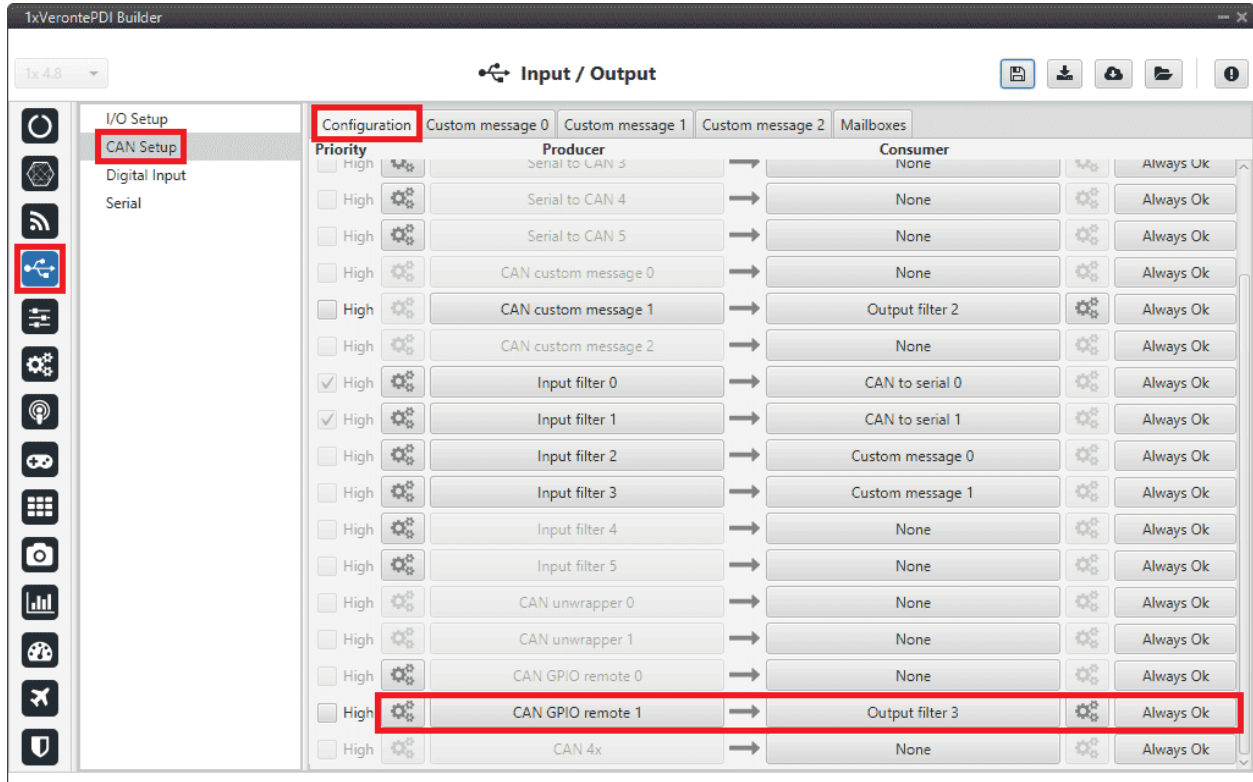 1xVerontePDI Builder
1x 4.8
Input / Output
I/O Setup
CAN Setup
Digital Input
Serial
Configuration Custom message 0 Custom message 1 Custom message 2 Mailboxes
Priority Producer Consumer
High Serial to CAN 3 None Always Ok
High Serial to CAN 4 None Always Ok
High Serial to CAN 5 None Always Ok
High CAN custom message 0 None Always Ok
High CAN custom message 1 Output filter 2 Always Ok
High CAN custom message 2 None Always Ok
High Input filter 0 CAN to serial 0 Always Ok
High Input filter 1 CAN to serial 1 Always Ok
High Input filter 2 Custom message 0 Always Ok
High Input filter 3 Custom message 1 Always Ok
High Input filter 4 None Always Ok
High Input filter 5 None Always Ok
High CAN unwrapper 0 None Always Ok
High CAN unwrapper 1 None Always Ok
High CAN GPIO remote 0 None Always Ok
High CAN GPIO remote 1 Output filter 3 Always Ok
High CAN 4x None Always Ok